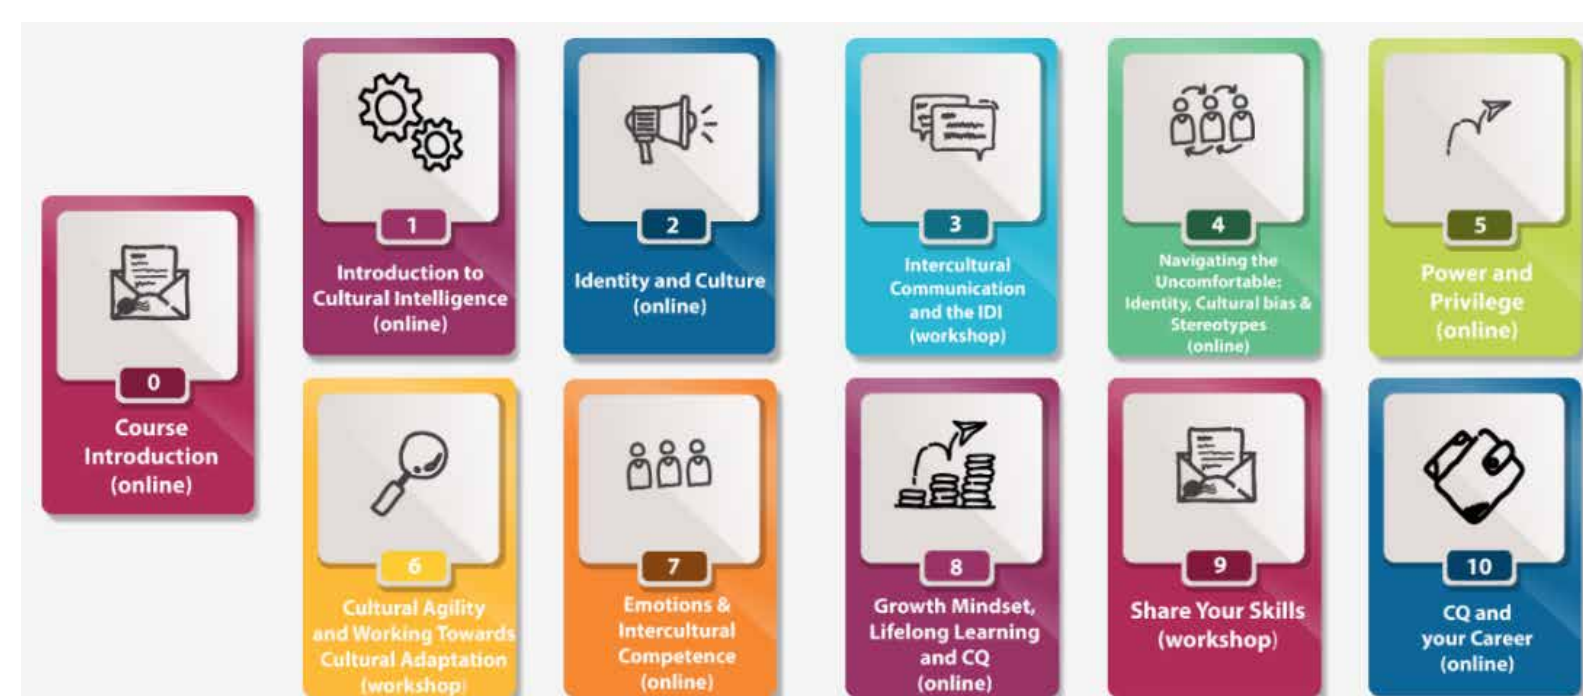 0
Course
Introduction
(online)
1
Introduction to
Cultural Intelligence
(online)
2
Identity and Culture
(online)
3
Intercultural
Communication
and the IDI
(workshop)
4
Navigating the
Uncomfortable:
Identity, Cultural bias &
Stereotypes
(online)
5
Power and
Privilege
(online)
6
Cultural Agility
and Working Towards
Cultural Adaptation
(workshop)
7
Emotions &
Intercultural
Competence
(online)
8
Growth Mindset,
Lifelong Learning
and CQ
(online)
9
Share Your Skills
(workshop)
10
CQ and
your Career
(online)